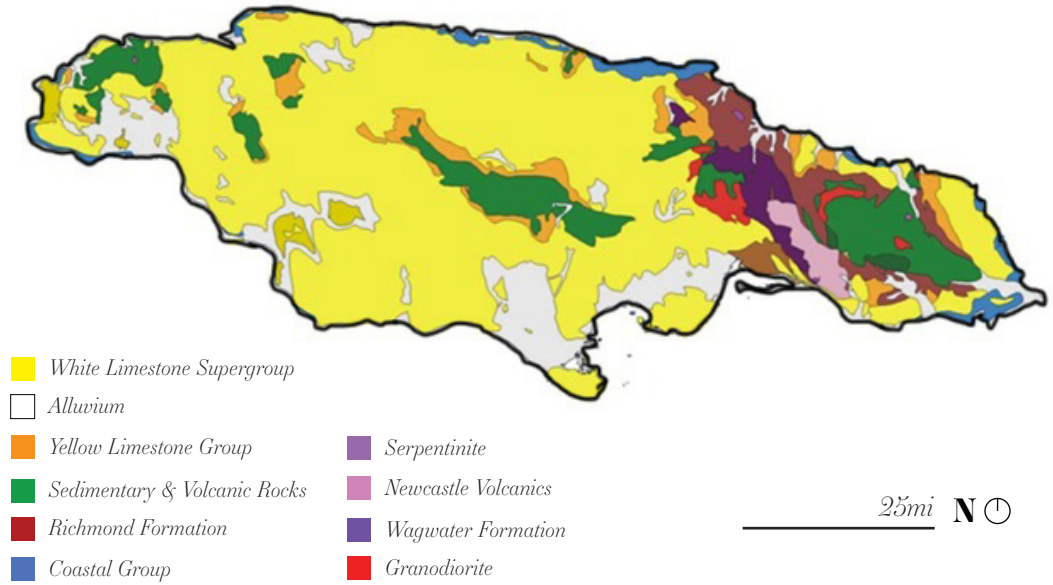 White Limestone Supergroup
Alluvium
Yellow Limestone Group
Sedimentary & Volcanic Rocks
Richmond Formation
Coastal Group
Serpentinite
Newcastle Volcanics
Wagwater Formation
Granodiorite
25mi N